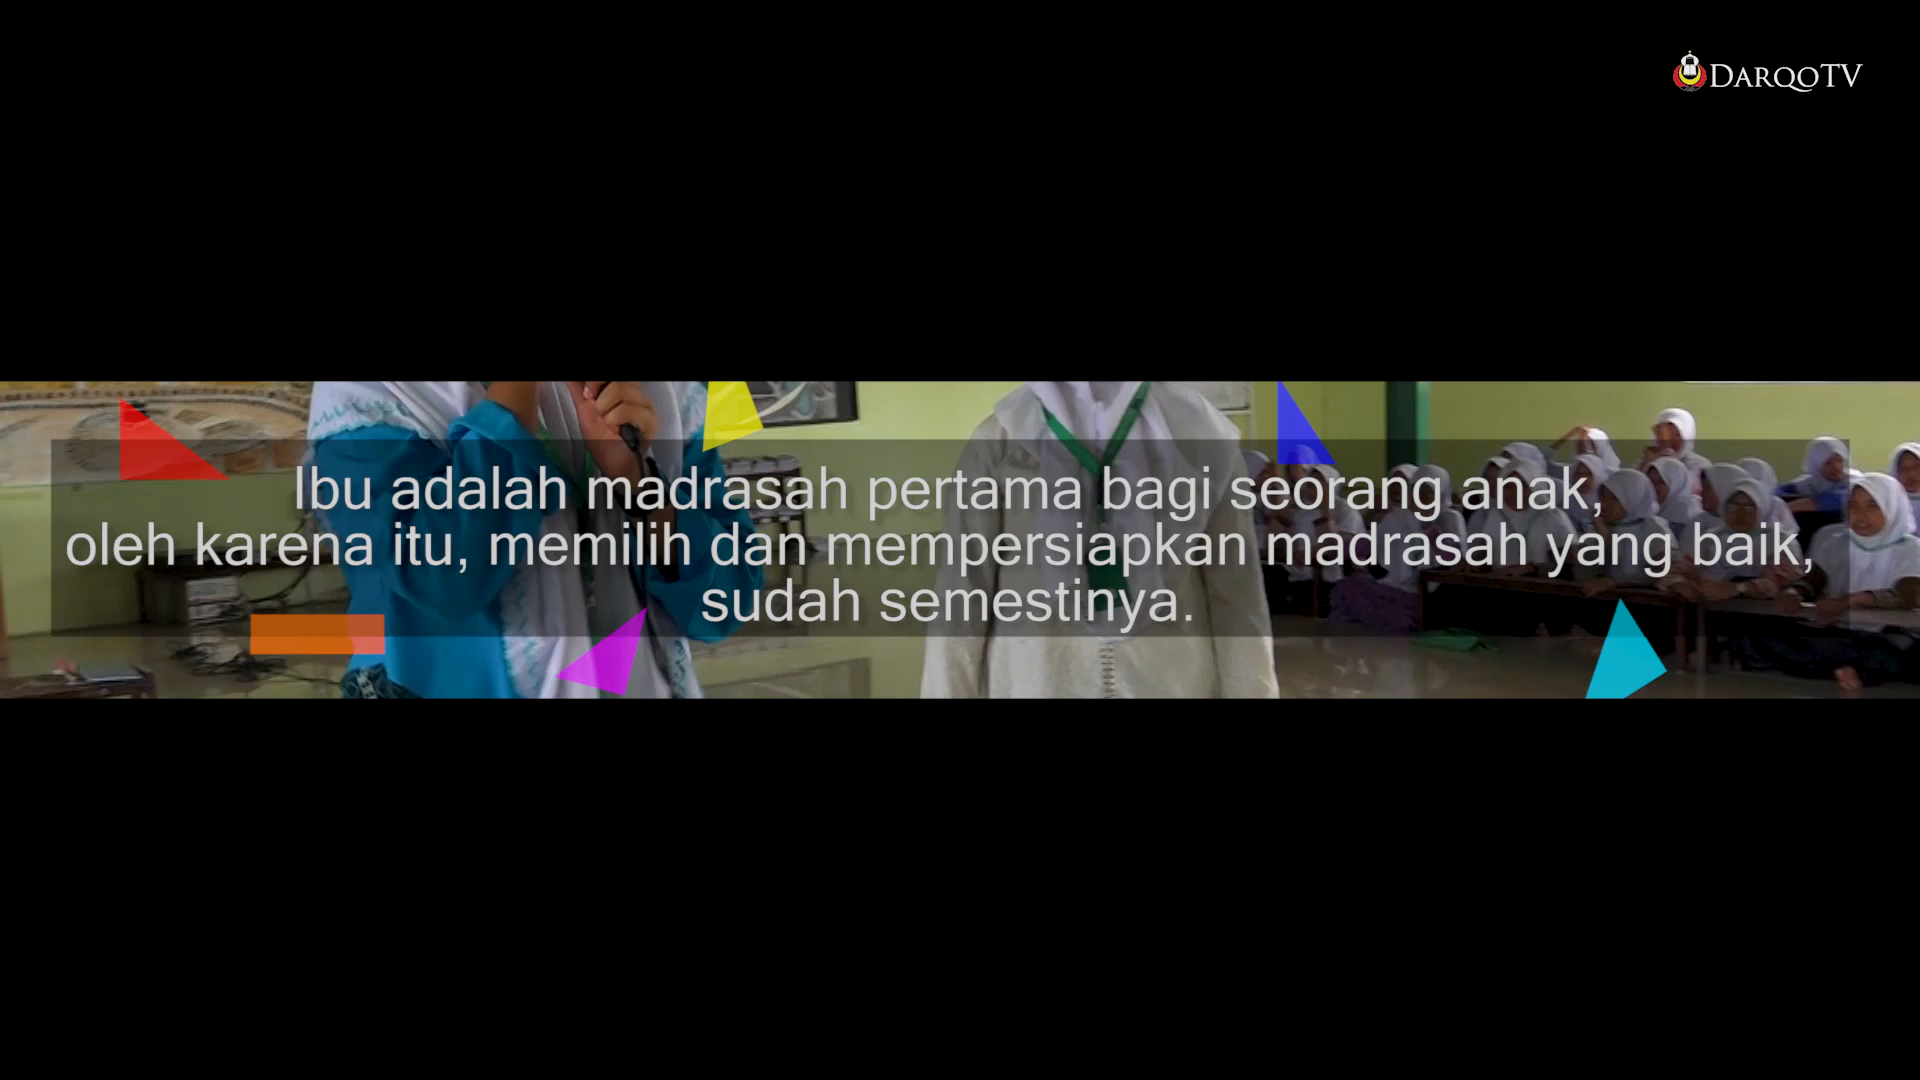 DARQOTV
Ibu adalah madrasah pertama bagi seorang anak,
oleh karena itu, memilih dan mempersiapkan madrasah yang baik,
sudah semestinya.